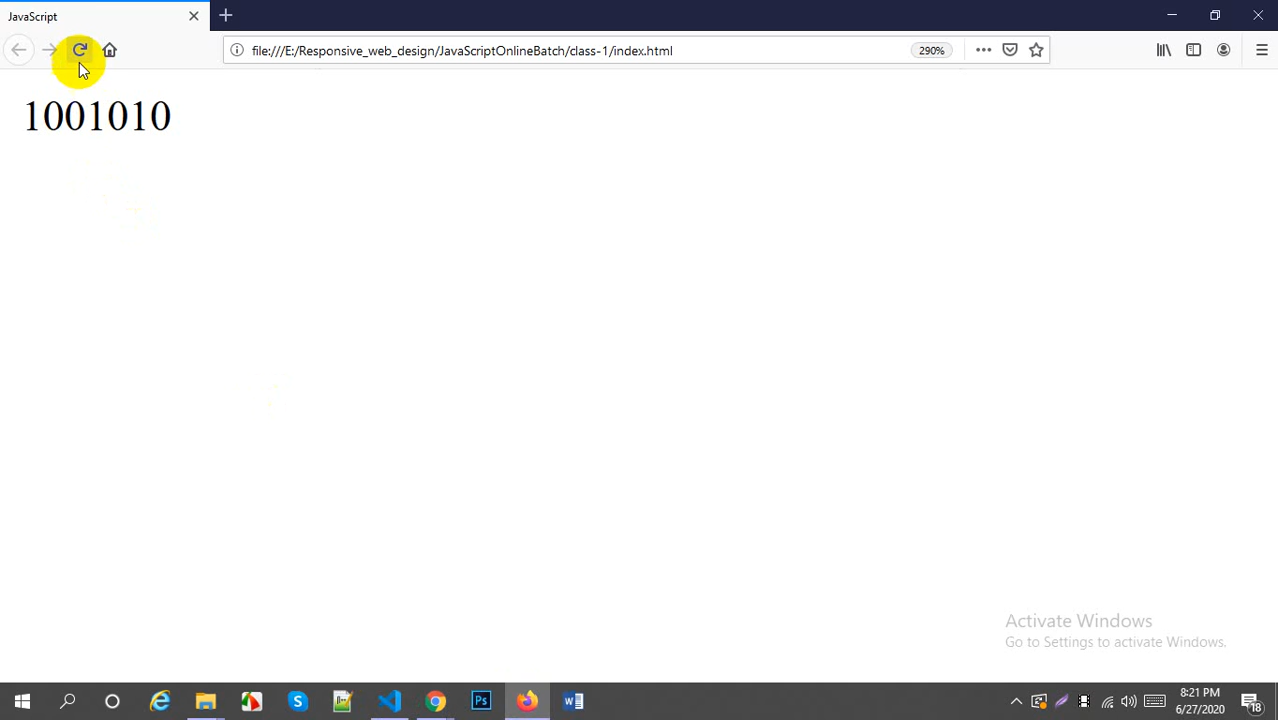 JavaScript
file:///E:/Responsive_web_design/JavaScriptOnlineBatch/class-1/index.html
290%
1001010
Activate Windows
Go to Settings to activate Windows.
8:21 PM
6/27/2020
18